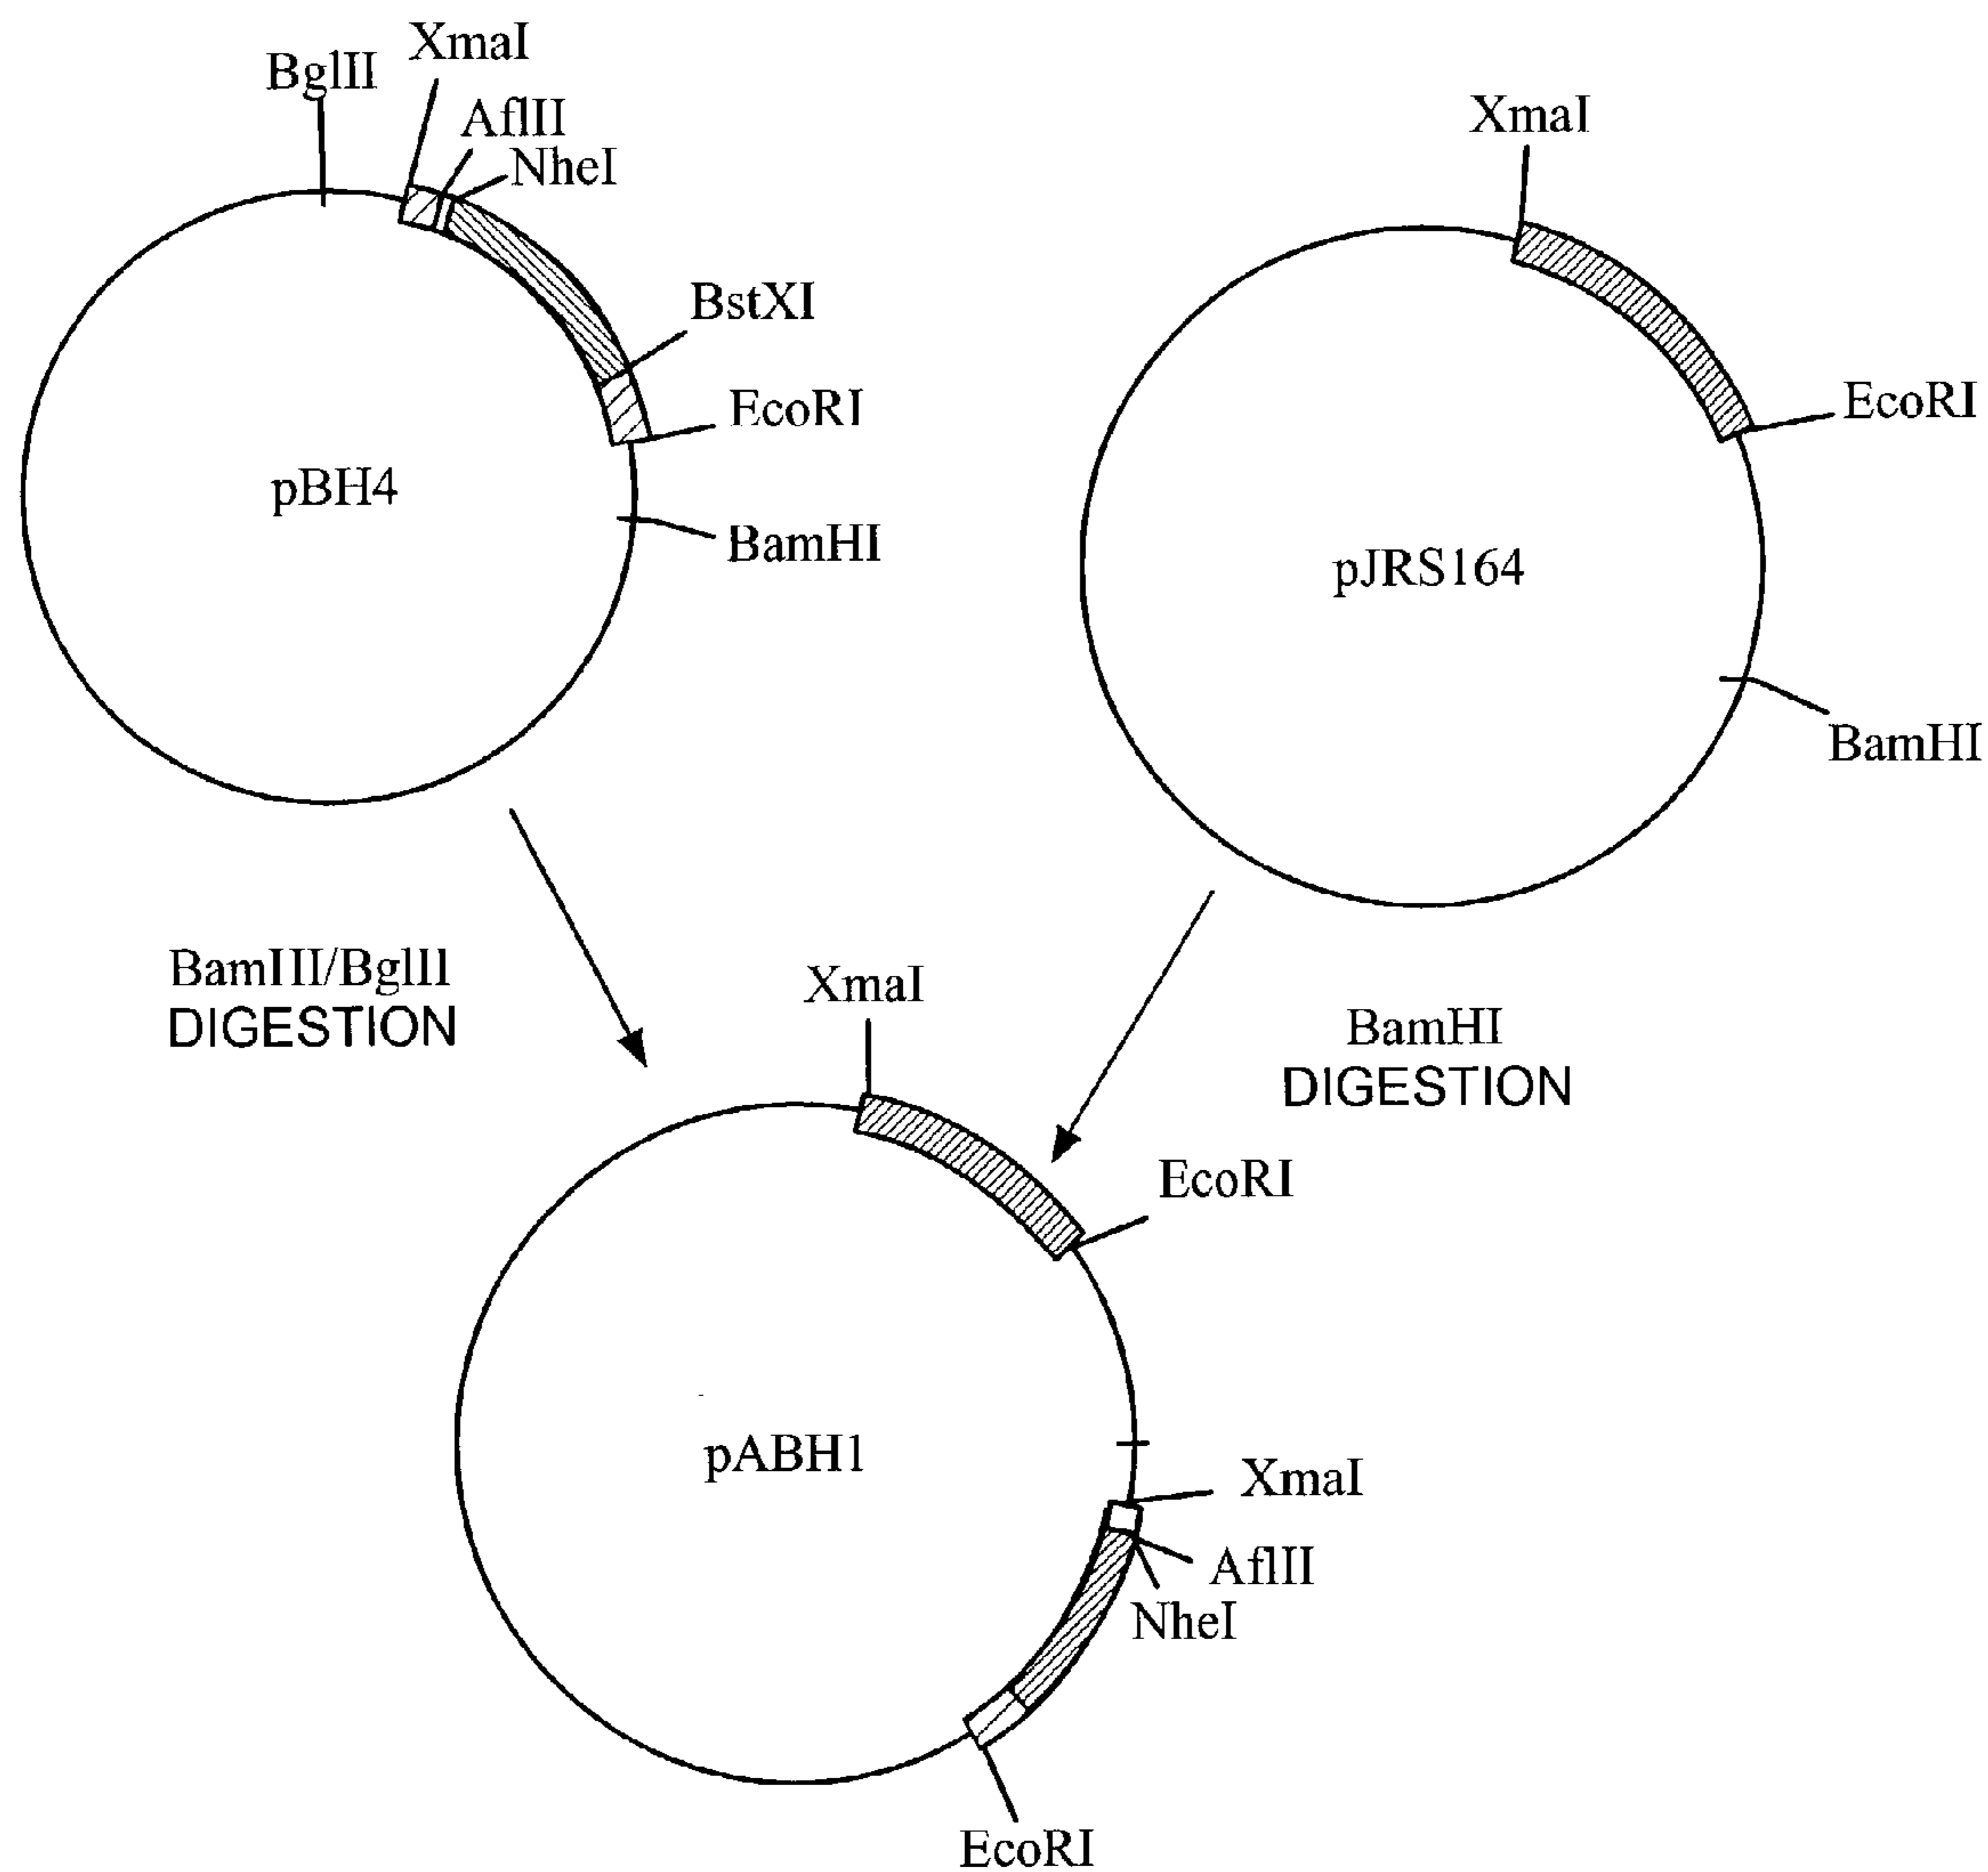 BglII
XmaI
AflII
NheI
BstXI
EcoRI
pBH4
BamHI
XmaI
EcoRI
pJRS164
BamHI
BamIII/BglII
DIGESTION
BamHI
DIGESTION
XmaI
EcoRI
pABH1
XmaI
AflII
NheI
EcoRI